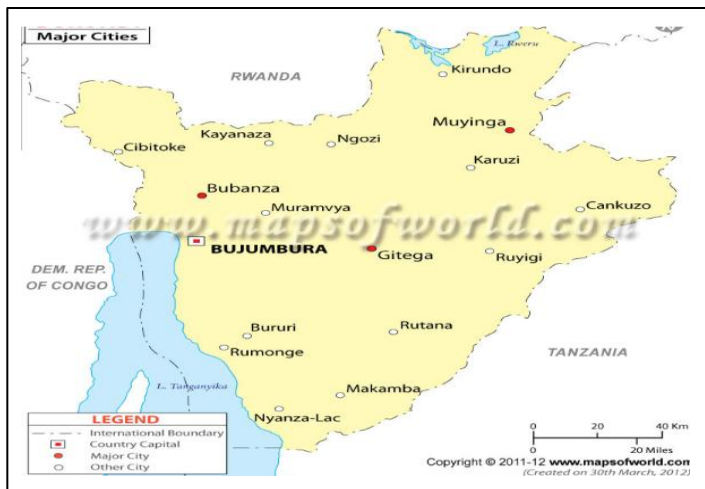 Major Cities
L. Rweru
Kirundo
RWANDA
Muyinga
Kayanaza
Ngozi
Cibitoke
Karuzi
Bubanza
Muramvya
Cankuzo
www.mapsofworld.com
BUJUMBURA
Gitega
Ruyigi
DEM. REP.
OF CONGO
Bururi
Rutana
Rumonge
TANZANIA
L. Tanganyika
Makamba
Nyanza-Lac
LEGEND
International Boundary
Country Capital
Major City
Other City
0 20 40 Km
0 20 Miles
Copyright © 2011-12 www.mapsofworld.com
(Created on 30th March, 2012)